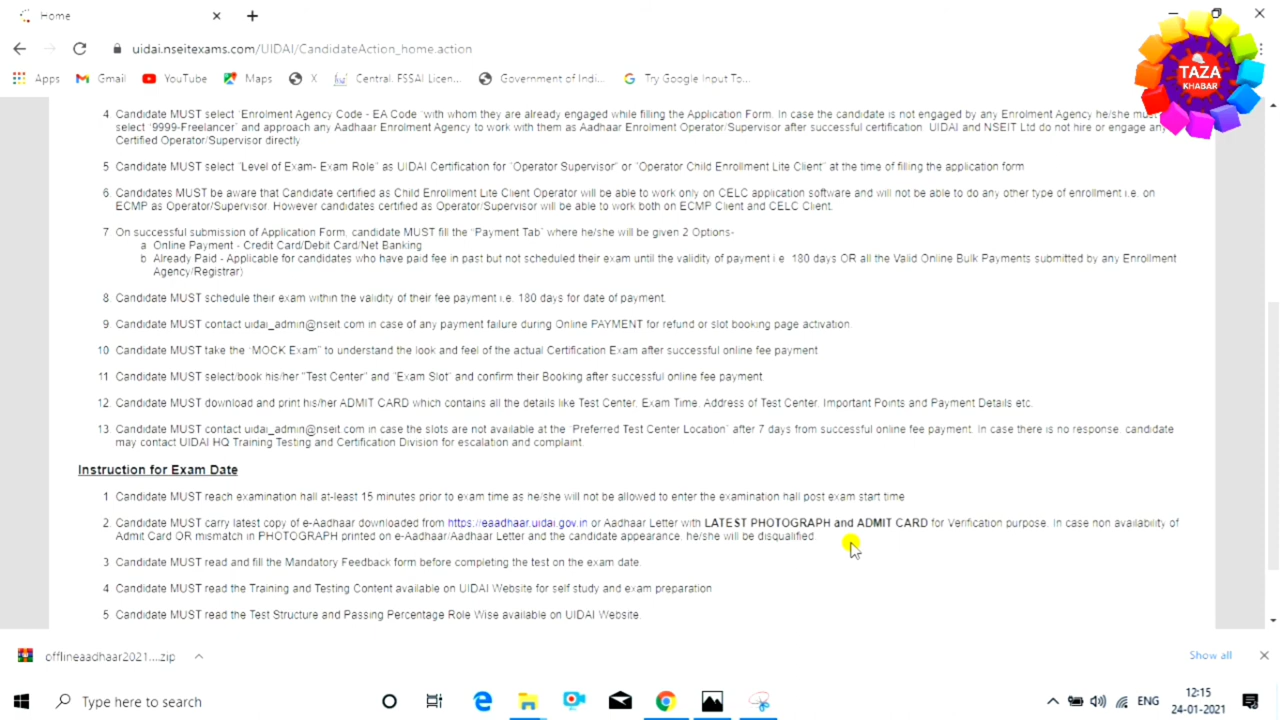 Home
uidai.nseitexams.com/UIDAI/CandidateAction_home.action
Apps Gmail YouTube Maps X Central. FSSAI Licen... Government of Indi... Try Google Input To...
TAZA
KHABAR
4 Candidate MUST select "Enrolment Agency Code - EA Code "with whom they are already engaged while filling the Application Form. In case the candidate is not engaged by any Enrolment Agency he/she must
select "9999-Freelancer" and approach any Aadhaar Enrolment Agency to work with them as Aadhaar Enrolment Operator/Supervisor after successful certification. UIDAI and NSEIT Ltd do not hire or engage any
Certified Operator/Supervisor directly
5 Candidate MUST select "Level of Exam- Exam Role" as UIDAI Certification for "Operator Supervisor" or "Operator Child Enrollment Lite Client" at the time of filling the application form
6. Candidates MUST be aware that Candidate certified as Child Enrollment Lite Client Operator will be able to work only on CELC application software and will not be able to do any other type of enrollment i.e. on
ECMP as Operator/Supervisor. However candidates certified as Operator/Supervisor will be able to work both on ECMP Client and CELC Client.
7 On successful submission of Application Form, candidate MUST fill the "Payment Tab" where he/she will be given 2 Options-
a Online Payment - Credit Card/Debit Card/Net Banking
b Already Paid - Applicable for candidates who have paid fee in past but not scheduled their exam until the validity of payment i.e 180 days OR all the Valid Online Bulk Payments submitted by any Enrollment
Agency/Registrar)
8 Candidate MUST schedule their exam within the validity of their fee payment i.e. 180 days for date of payment.
9 Candidate MUST contact uidai_admin@nseit.com in case of any payment failure during Online PAYMENT for refund or slot booking page activation.
10 Candidate MUST take the "MOCK Exam" to understand the look and feel of the actual Certification Exam after successful online fee payment
11 Candidate MUST select/book his/her "Test Center" and "Exam Slot" and confirm their Booking after successful online fee payment
12. Candidate MUST download and print his/her ADMIT CARD which contains all the details like Test Center, Exam Time, Address of Test Center, Important Points and Payment Details etc.
13 Candidate MUST contact uidai_admin@nseit.com in case the slots are not available at the "Preferred Test Center Location" after 7 days from successful online fee payment. In case there is no response, candidate
may contact UIDAI HQ Training Testing and Certification Division for escalation and complaint.
Instruction for Exam Date
1 Candidate MUST reach examination hall at-least 15 minutes prior to exam time as he/she will not be allowed to enter the examination hall post exam start time
2. Candidate MUST carry latest copy of e-Aadhaar downloaded from https://eaadhaar.uidai.gov.in or Aadhaar Letter with LATEST PHOTOGRAPH and ADMIT CARD for Verification purpose. In case non availability of
Admit Card OR mismatch in PHOTOGRAPH printed on e-Aadhaar/Aadhaar Letter and the candidate appearance, he/she will be disqualified
3 Candidate MUST read and fill the Mandatory Feedback form before completing the test on the exam date.
4 Candidate MUST read the Training and Testing Content available on UIDAI Website for self study and exam preparation
5 Candidate MUST read the Test Structure and Passing Percentage Role Wise available on UIDAI Website.
offlineaadhaar2021....zip Show all
Type here to search ENG 12:15
24-01-2021